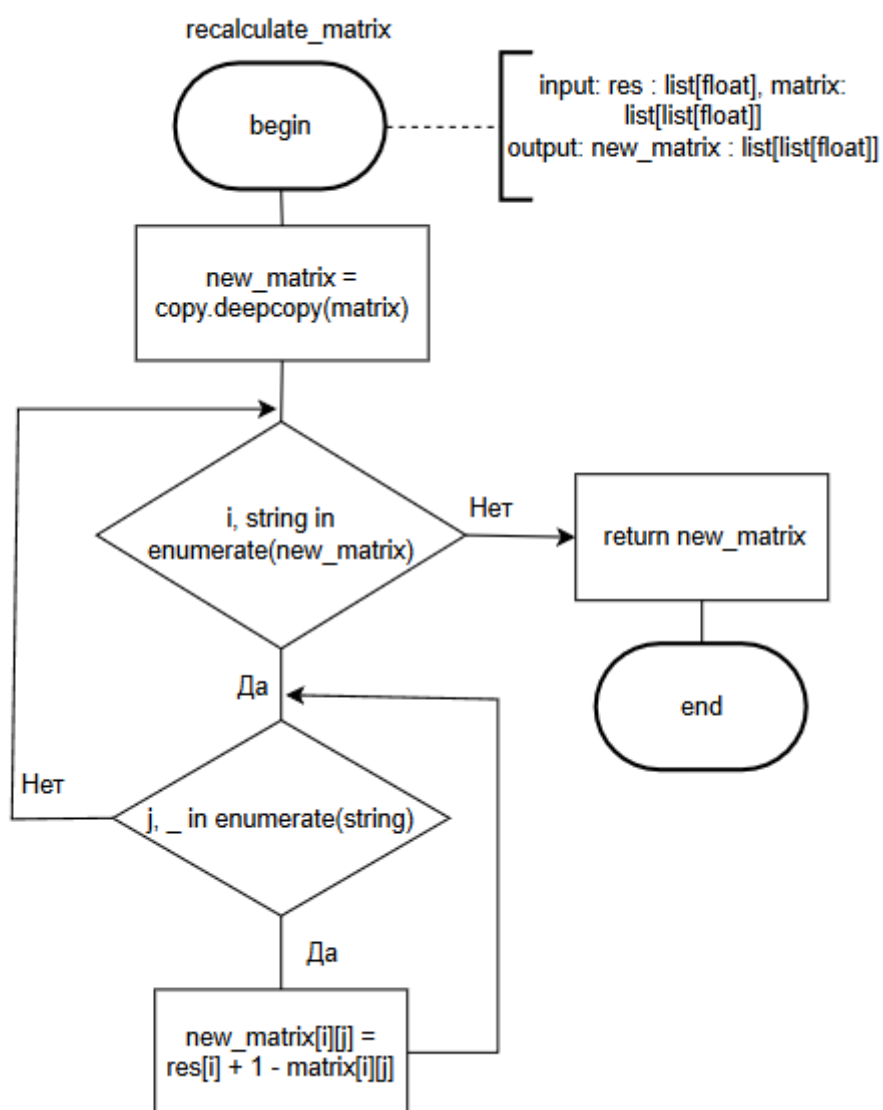 recalculate_matrix
begin
input: res : list[float], matrix:
list[list[float]]
output: new_matrix : list[list[float]]
new_matrix =
copy.deepcopy(matrix)
i, string in
enumerate(new_matrix)
Нет
return new_matrix
Да
end
Нет
j, _ in enumerate(string)
Да
new_matrix[i][j] =
res[i] + 1 - matrix[i][j]